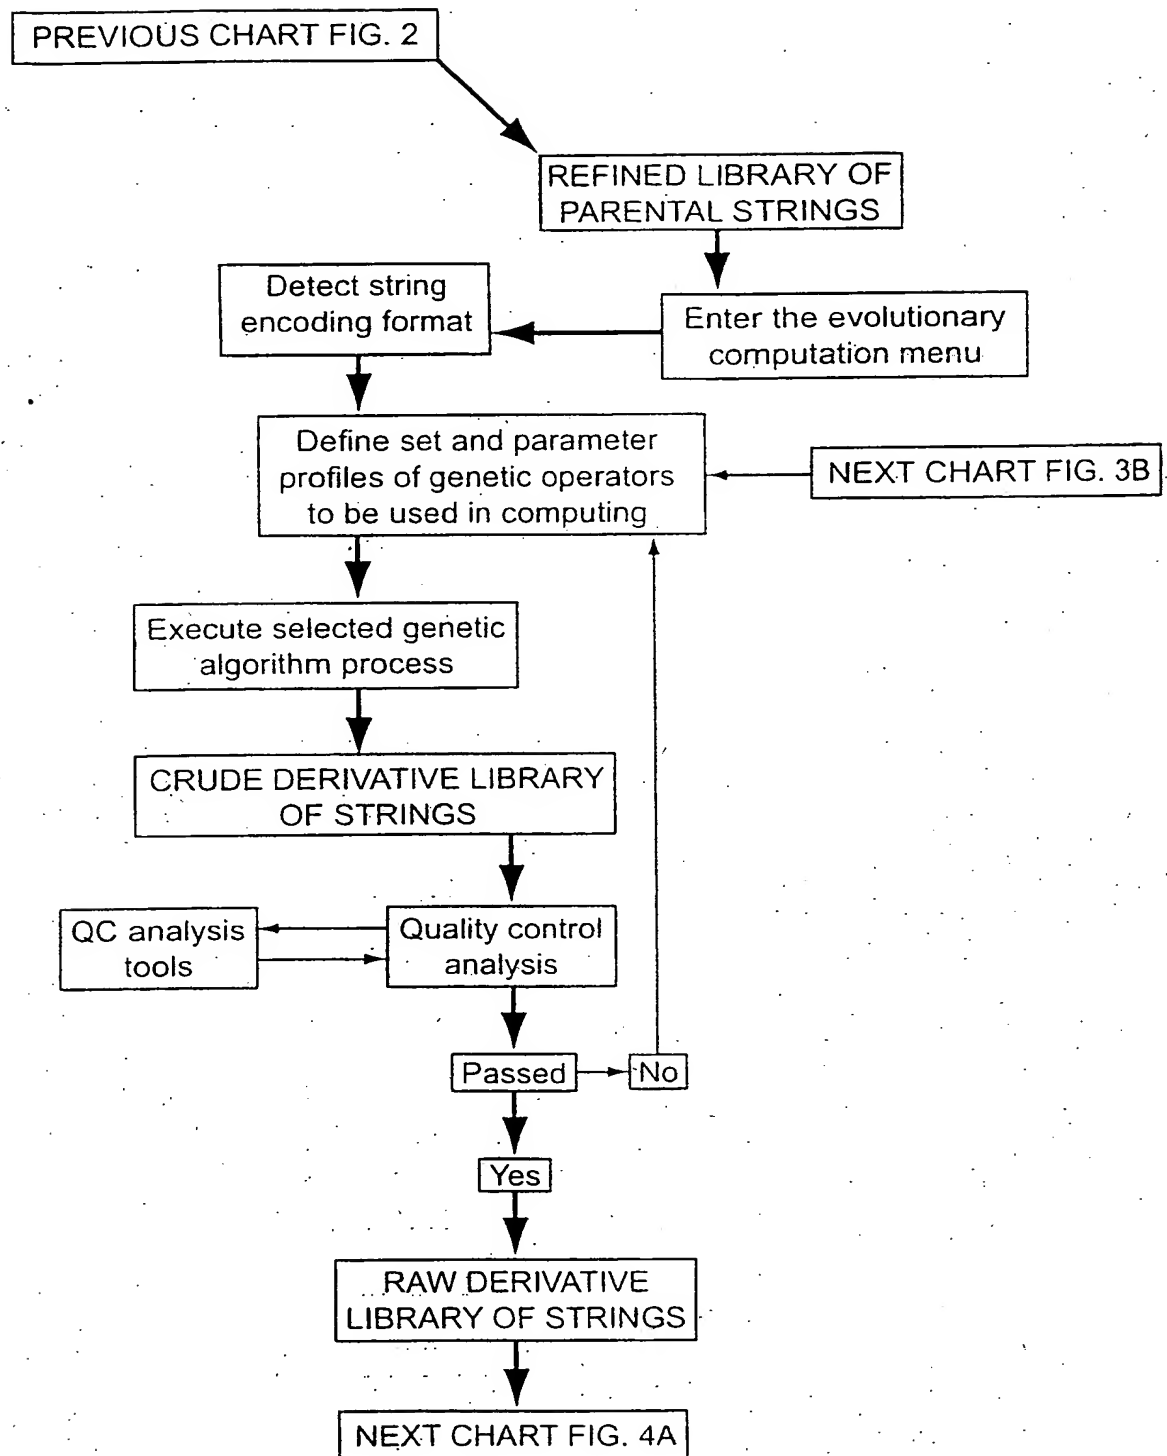 PREVIOUS CHART FIG. 2
REFINED LIBRARY OF
PARENTAL STRINGS
Detect string
encoding format
Enter the evolutionary
computation menu
Define set and parameter
profiles of genetic operators
to be used in computing
NEXT CHART FIG. 3B
Execute selected genetic
algorithm process
CRUDE DERIVATIVE LIBRARY
OF STRINGS
QC analysis
tools
Quality control
analysis
Passed
No
Yes
RAW DERIVATIVE
LIBRARY OF STRINGS
NEXT CHART FIG. 4A